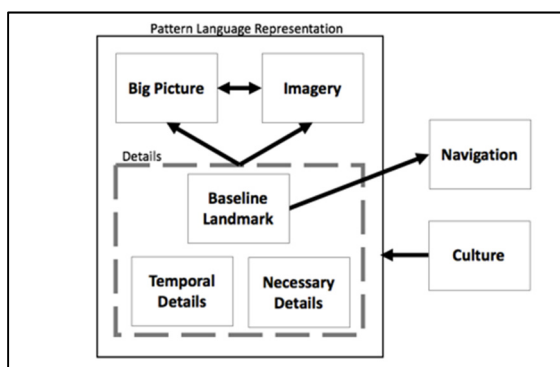 Pattern Language Representation
Big Picture
Imagery
Details
Baseline
Landmark
Navigation
Temporal
Details
Necessary
Details
Culture